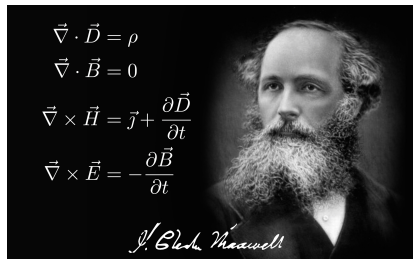 ∇⃗ · D⃗ = ρ
∇⃗ · B⃗ = 0
∇⃗ × H⃗ = j⃗ + ∂D⃗/∂t
∇⃗ × E⃗ = −∂B⃗/∂t
J. Clerk Maxwell